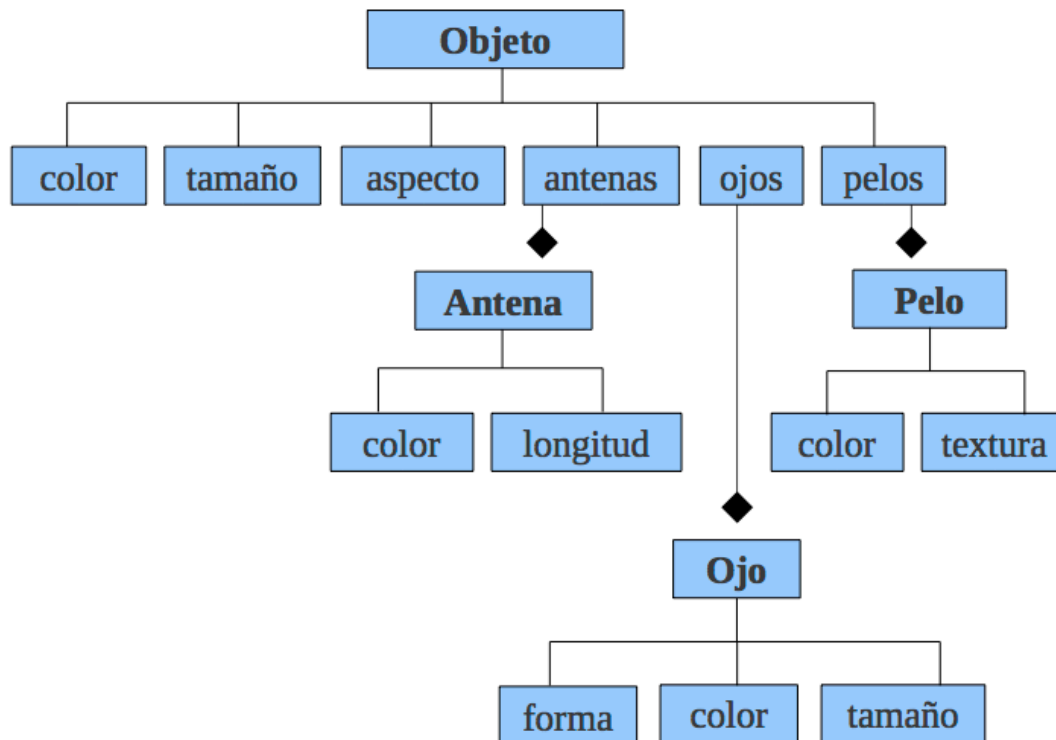 Objeto
color
tamaño
aspecto
antenas
ojos
pelos
Antena
Pelo
color
longitud
color
textura
Ojo
forma
color
tamaño